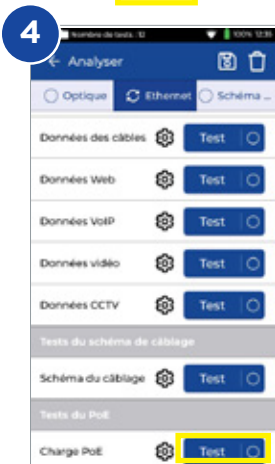 4
Nombre de tests : 12
100% 12:35
← Analyser
Optique Ethernet Schéma ...
Données des câbles Test
Données Web Test
Données VoIP Test
Données vidéo Test
Données CCTV Test
Tests du schéma de câblage
Schéma du câblage Test
Tests du PoE
Charge PoE Test